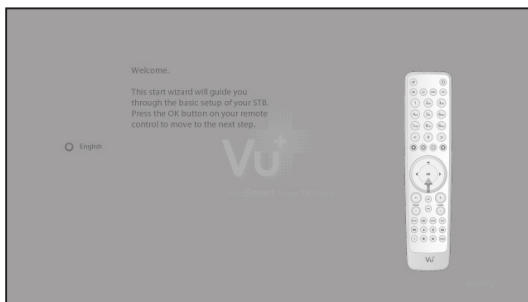 Welcome.
This start wizard will guide you
through the basic setup of your STB.
Press the OK button on your remote
control to move to the next step.
English
Vu+
Vu+